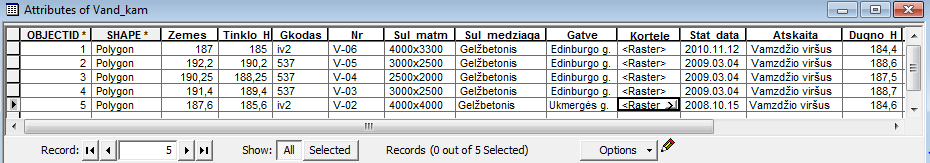 Attributes of Vand_kam
OBJECTID * SHAPE * Zemes Tinklo_H Gkodas Nr Sul_matm Sul_medziaga Gatve Kortele Stat_data Atskaita Dugno_H
1 Polygon 187 185 iv2 V-06 4000x3300 Gelžbetonis Edinburgo g. <Raster> 2010.11.12 Vamzdžio viršus 184,4
2 Polygon 192,2 190,2 537 V-05 3000x2500 Gelžbetonis Edinburgo g. <Raster> 2009.03.04 Vamzdžio viršus 188,6
3 Polygon 190,25 188,25 537 V-04 2500x2000 Gelžbetonis Edinburgo g. <Raster> 2009.03.04 Vamzdžio viršus 187,5
4 Polygon 191,4 189,4 537 V-03 3000x2500 Gelžbetonis Edinburgo g. <Raster> 2009.03.04 Vamzdžio viršus 188,7
5 Polygon 187,6 185,6 iv2 V-02 4000x4000 Gelžbetonis Ukmergės g. <Raster 2008.10.15 Vamzdžio viršus 184,6
Record: 5 Show: All Selected Records (0 out of 5 Selected) Options